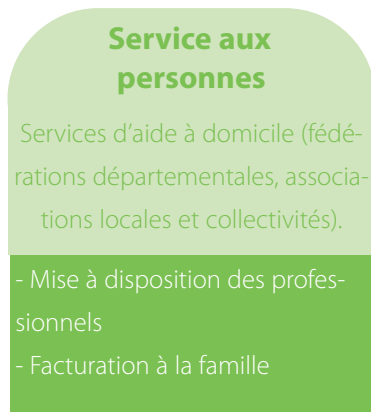 Service aux
personnes
Services d’aide à domicile (fédé-
rations départementales, associa-
tions locales et collectivités).
- Mise à disposition des profes-
sionnels
- Facturation à la famille